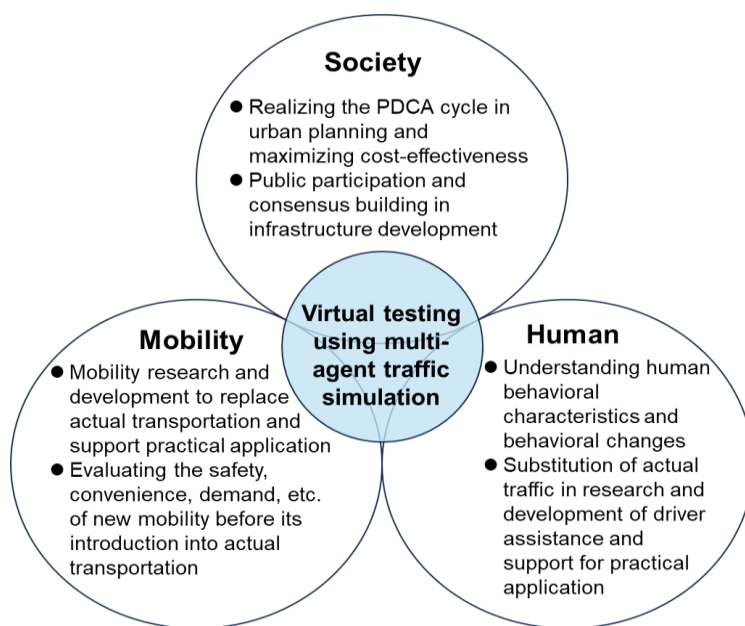 Society
● Realizing the PDCA cycle in
urban planning and
maximizing cost-effectiveness
● Public participation and
consensus building in
infrastructure development
Virtual testing
using multi-
agent traffic
simulation
Mobility
● Mobility research and
development to replace
actual transportation and
support practical application
● Evaluating the safety,
convenience, demand, etc.
of new mobility before its
introduction into actual
transportation
Human
● Understanding human
behavioral
characteristics and
behavioral changes
● Substitution of actual
traffic in research and
development of driver
assistance and
support for practical
application